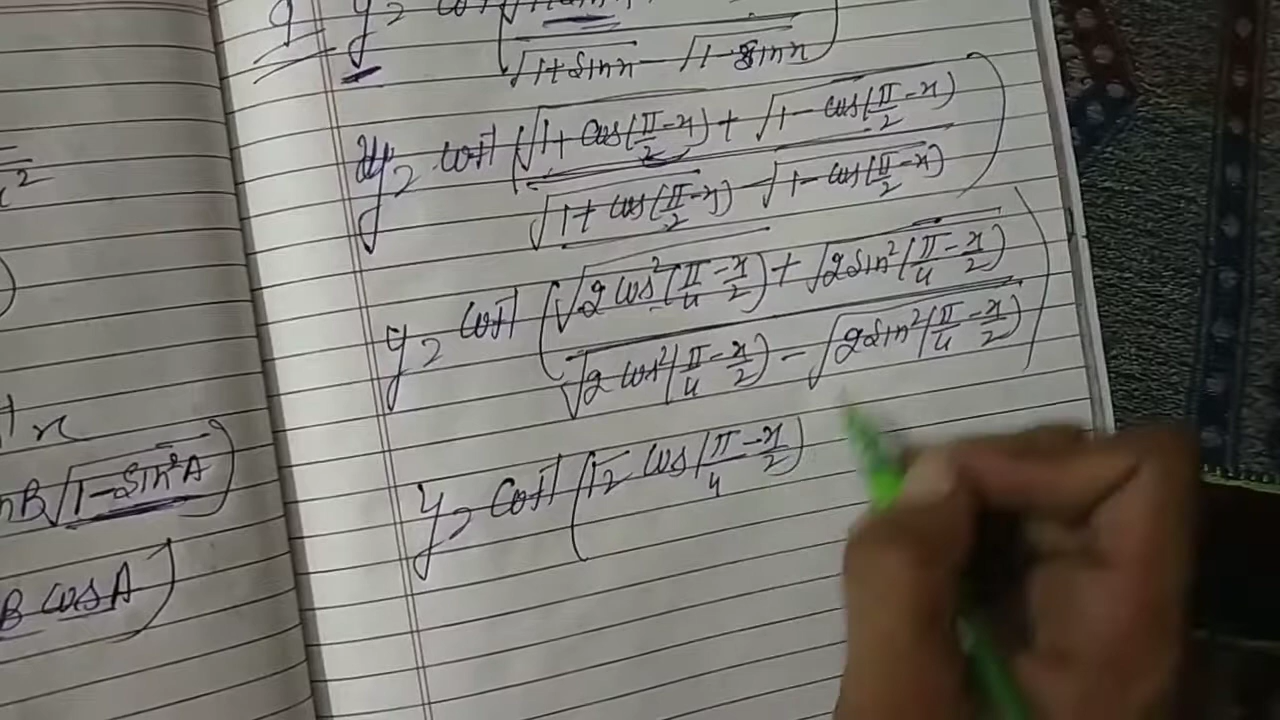 9 y =
√1+sinx - √1-sinx
y = cot⁻¹ (√1+cos(π/2-x) + √1-cos(π/2-x)
√1+cos(π/2-x) - √1-cos(π/2-x))
y = cot⁻¹ (√2cos²(π/4-x/2) + √2sin²(π/4-x/2)
√2cos²(π/4-x/2) - √2sin²(π/4-x/2))
y = cot⁻¹ (√2 cos(π/4-x/2)
x
√1-Sin²A)
B cosA)